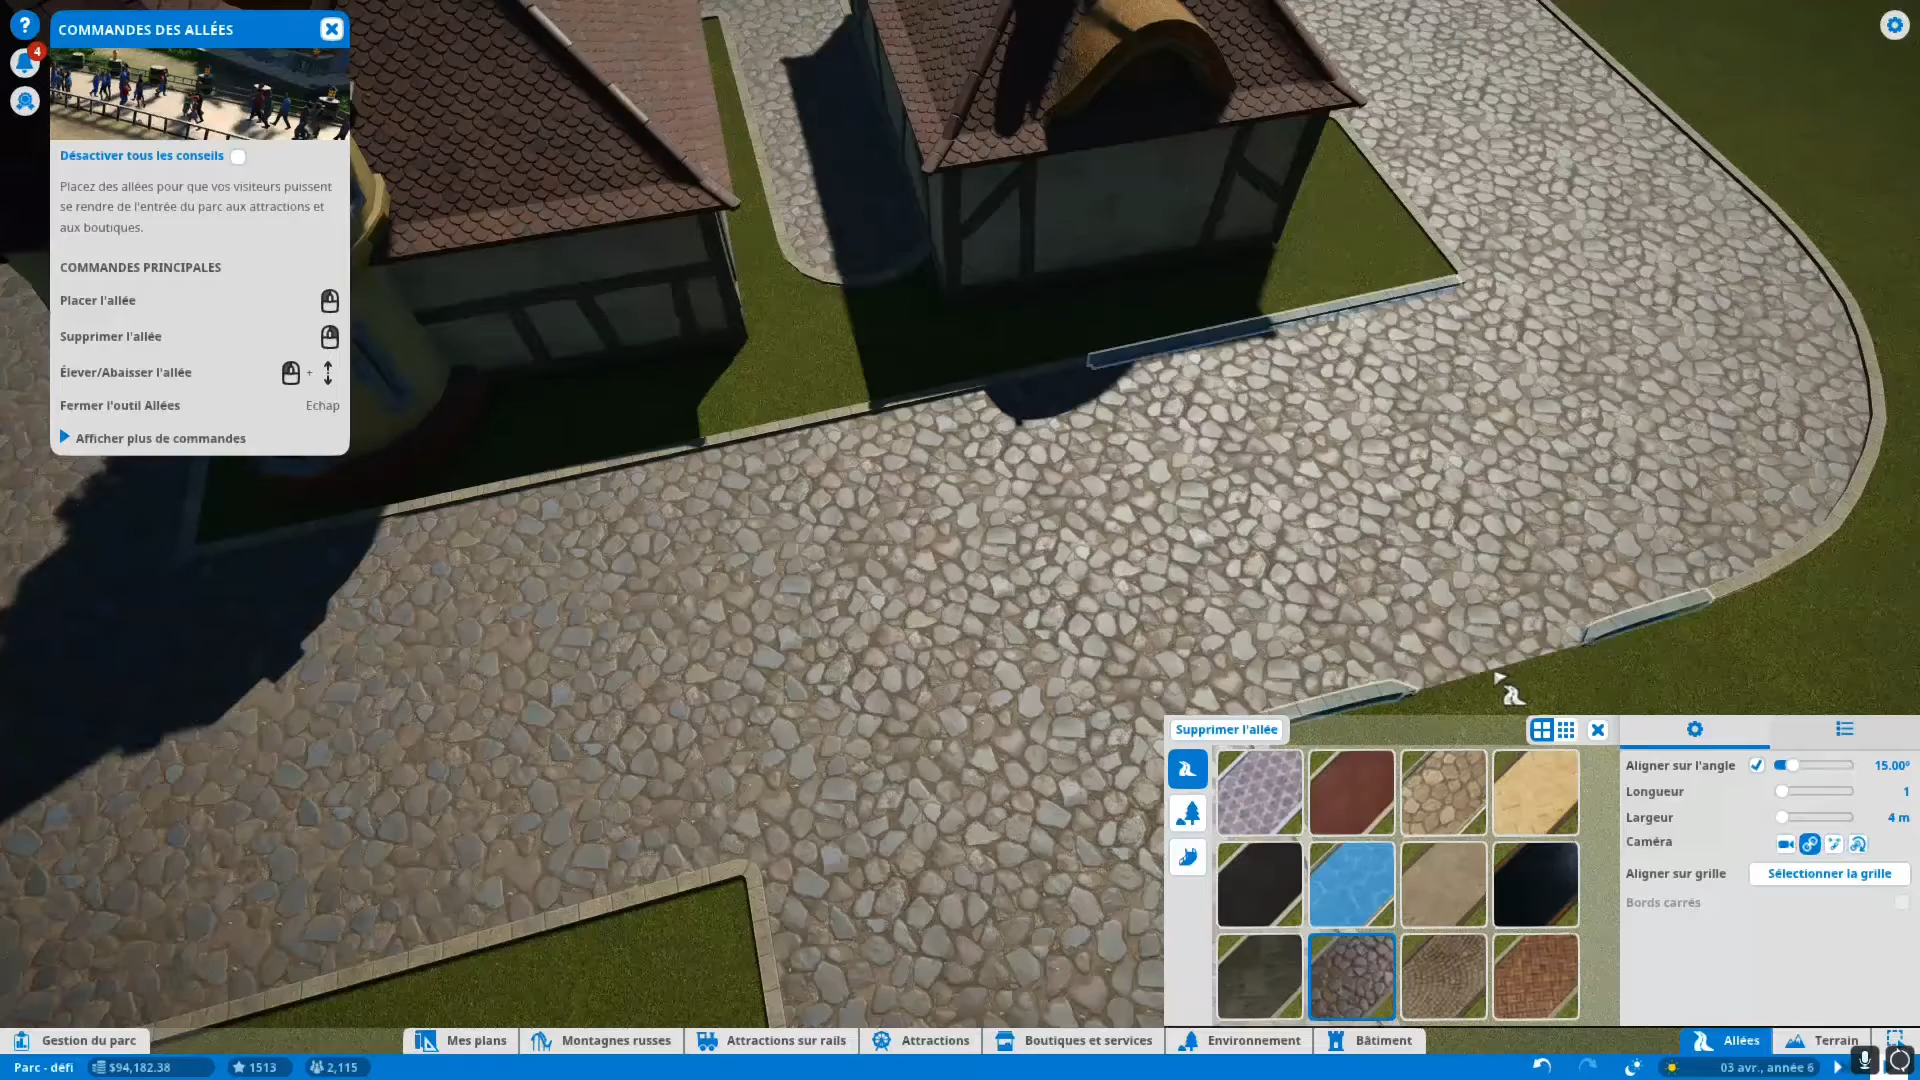 ?
COMMANDES DES ALLÉES
4
Désactiver tous les conseils
Placez des allées pour que vos visiteurs puissent
se rendre de l'entrée du parc aux attractions et
aux boutiques.
COMMANDES PRINCIPALES
Placer l'allée
Supprimer l'allée
Élever/Abaisser l'allée +
Fermer l'outil Allées Echap
Afficher plus de commandes
Supprimer l'allée
Aligner sur l'angle 15.00°
Longueur 1
Largeur 4 m
Caméra
Aligner sur grille Sélectionner la grille
Bords carrés
Gestion du parc
Mes plans
Montagnes russes
Attractions sur rails
Attractions
Boutiques et services
Environnement
Bâtiment
Allées
Terrain
Parc - défi $94,182.38 1513 2,115 03 avr., année 6